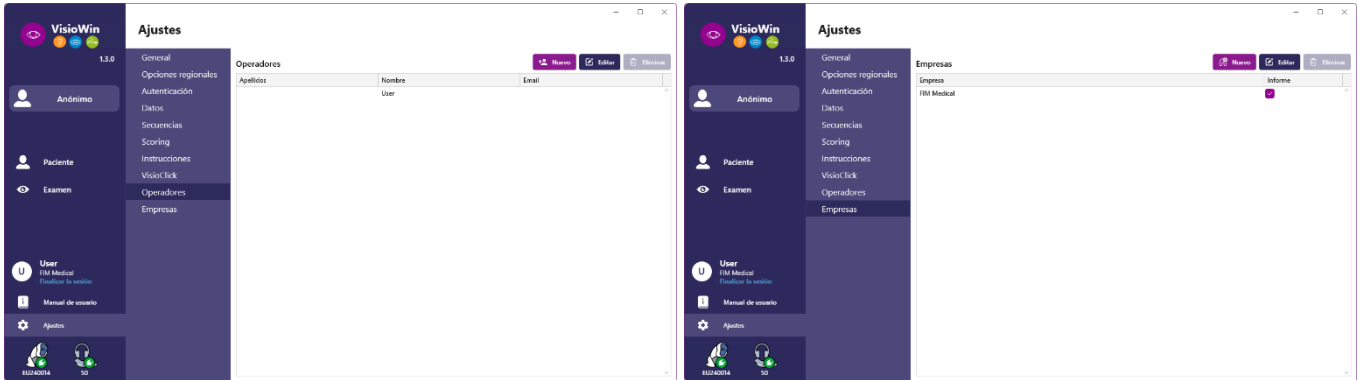 VisioWin
1.3.0
Anónimo
Paciente
Examen
User
FIM Medical
Finalizar la sesión
Manual de usuario
Ajustes
EU240014
50
Ajustes
General
Opciones regionales
Autenticación
Datos
Secuencias
Scoring
Instrucciones
VisioClick
Operadores
Empresas
Operadores
Nuevo
Editar
Eliminar
Apellidos Nombre Email
User
VisioWin
1.3.0
Anónimo
Paciente
Examen
U
User
FIM Medical
Finalizar la sesión
Manual de usuario
Ajustes
EU240014
50
Ajustes
General
Opciones regionales
Autenticación
Datos
Secuencias
Scoring
Instrucciones
VisioClick
Operadores
Empresas
Empresas
Nuevo
Editar
Eliminar
Empresa Informe
FIM Medical